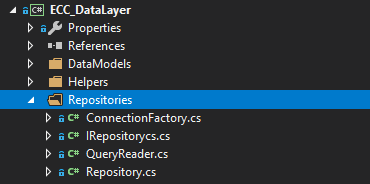 C# ECC_DataLayer
Properties
References
DataModels
Helpers
Repositories
C# ConnectionFactory.cs
C# IRepositorycs.cs
C# QueryReader.cs
C# Repository.cs